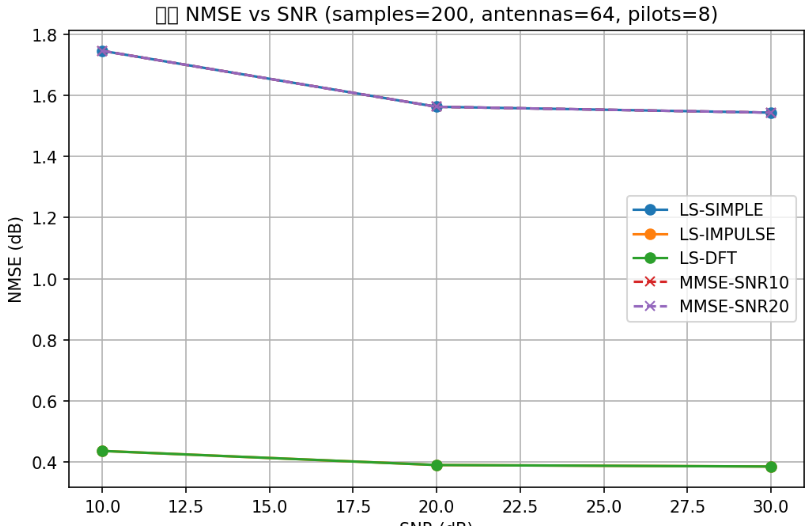 NMSE vs SNR (samples=200, antennas=64, pilots=8)
1.8
1.6
1.4
1.2
1.0
0.8
0.6
0.4
NMSE (dB)
LS-SIMPLE
LS-IMPULSE
LS-DFT
MMSE-SNR10
MMSE-SNR20
10.0 12.5 15.0 17.5 20.0 22.5 25.0 27.5 30.0
SNR (dB)